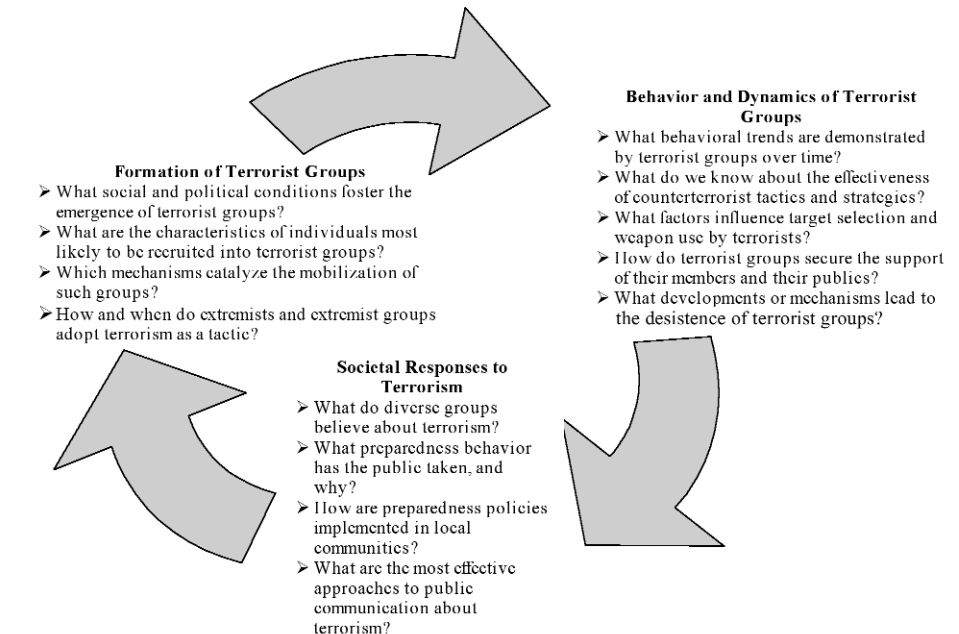 Formation of Terrorist Groups
➢ What social and political conditions foster the
emergence of terrorist groups?
➢ What are the characteristics of individuals most
likely to be recruited into terrorist groups?
➢ Which mechanisms catalyze the mobilization of
such groups?
➢ How and when do extremists and extremist groups
adopt terrorism as a tactic?
Behavior and Dynamics of Terrorist
Groups
➢ What behavioral trends are demonstrated
by terrorist groups over time?
➢ What do we know about the effectiveness
of counterterrorist tactics and strategies?
➢ What factors influence target selection and
weapon use by terrorists?
➢ How do terrorist groups secure the support
of their members and their publics?
➢ What developments or mechanisms lead to
the desistence of terrorist groups?
Societal Responses to
Terrorism
➢ What do diverse groups
believe about terrorism?
➢ What preparedness behavior
has the public taken, and
why?
➢ How are preparedness policies
implemented in local
communities?
➢ What are the most effective
approaches to public
communication about
terrorism?